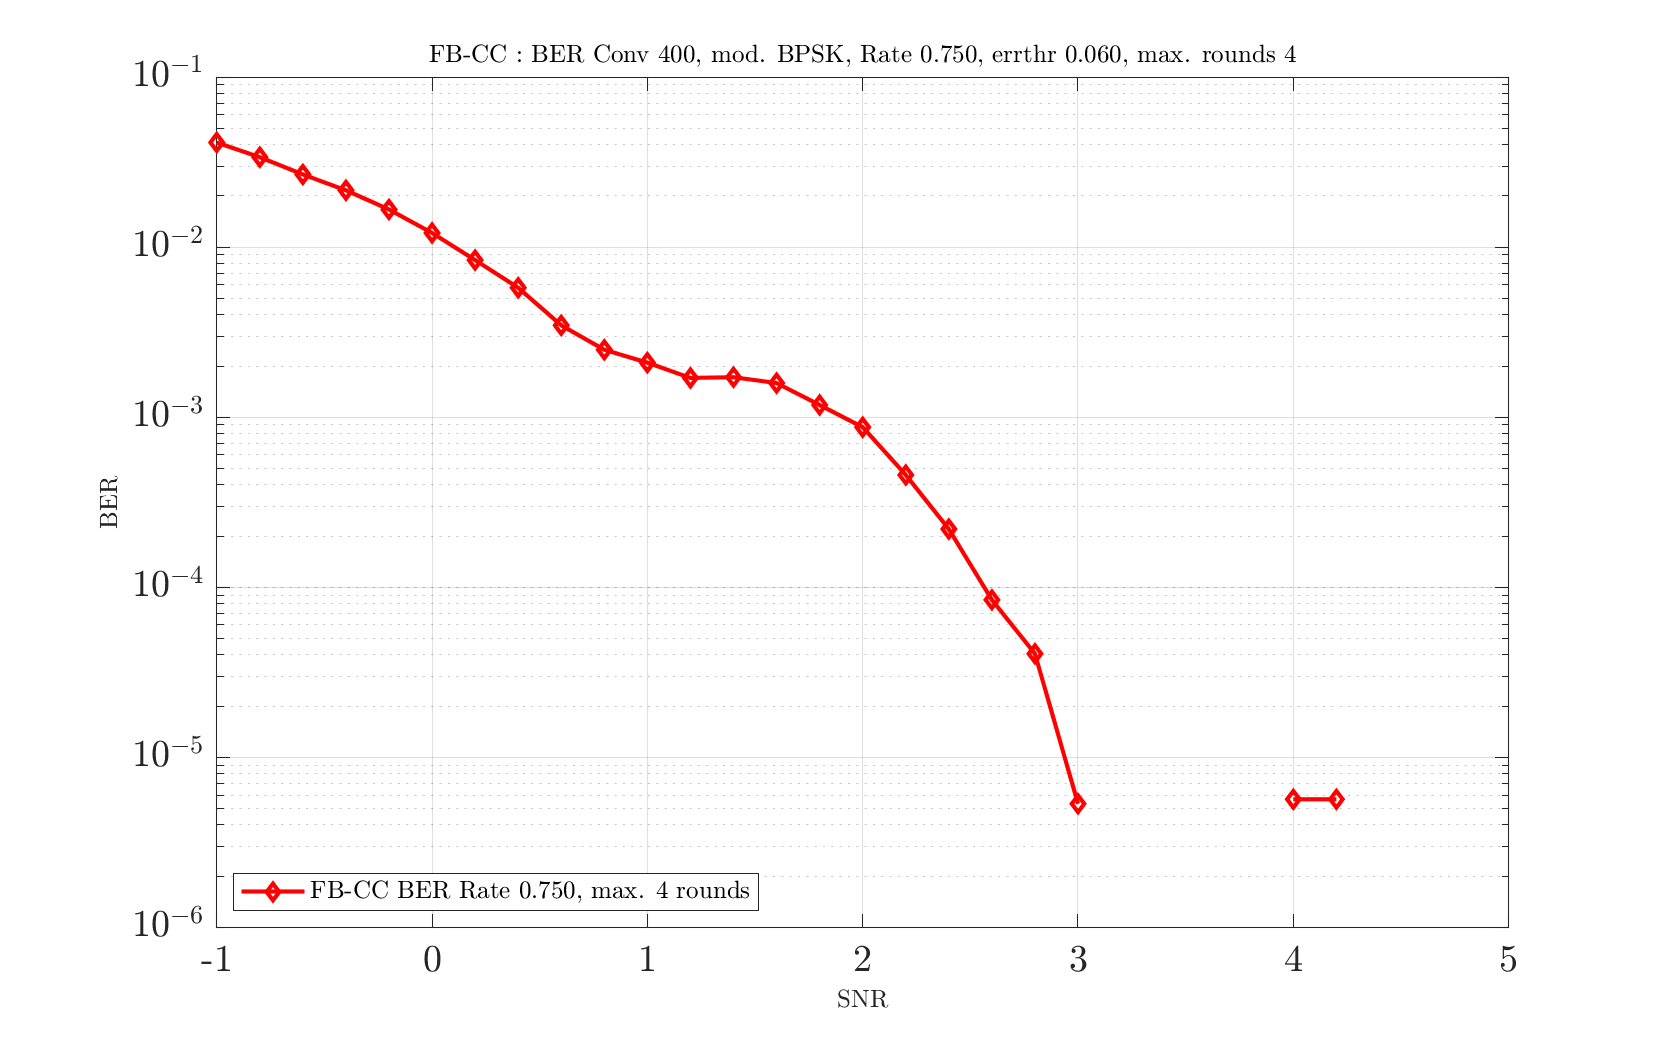 FB-CC : BER Conv 400, mod. BPSK, Rate 0.750, errthr 0.060, max. rounds 4
10^{-1}
10^{-2}
10^{-3}
10^{-4}
10^{-5}
10^{-6}
BER
FB-CC BER Rate 0.750, max. 4 rounds
-1 0 1 2 3 4 5
SNR